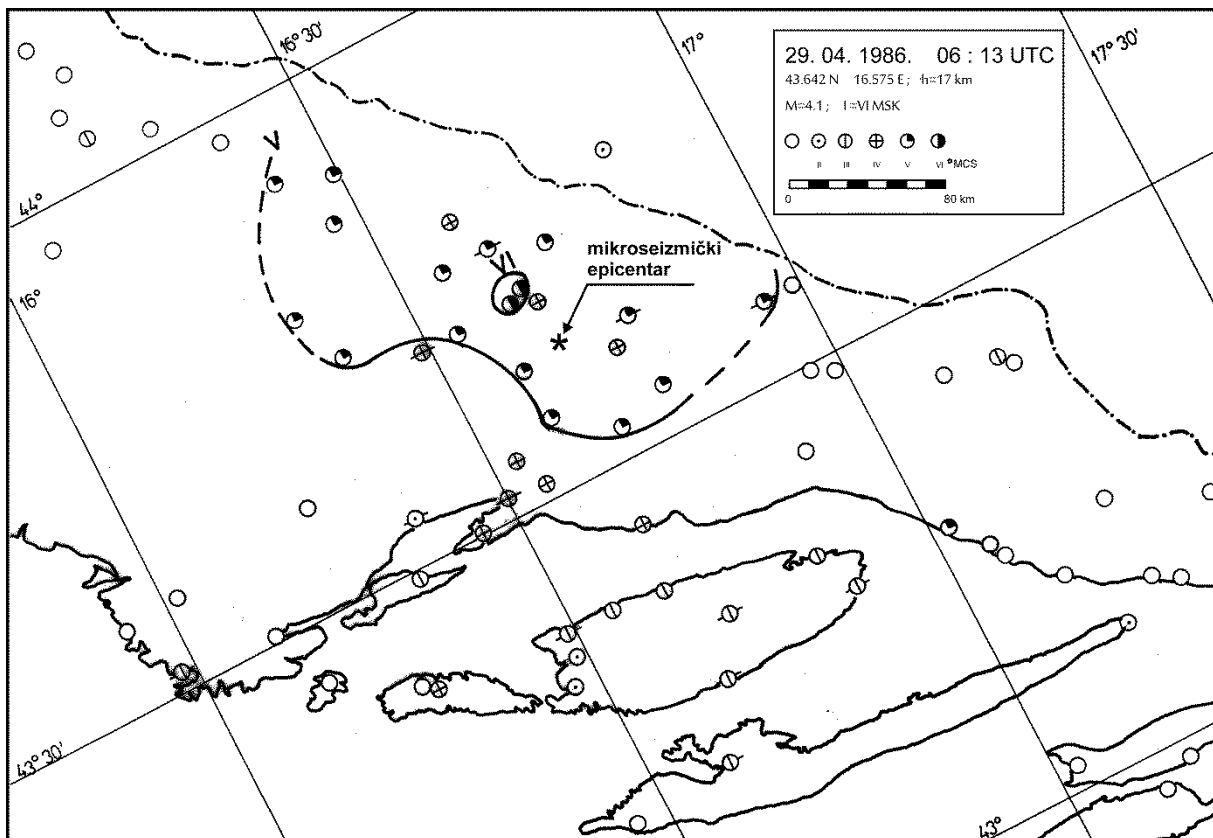 16° 30'
17°
17° 30'
29. 04. 1986. 06 : 13 UTC
43.642 N 16.575 E ; h=17 km
M=4.1 ; I =VI MSK
II III IV V VI °MCS
0 80 km
44°
V
16°
mikroseizmički
epicentar
VI
43° 30'
43°